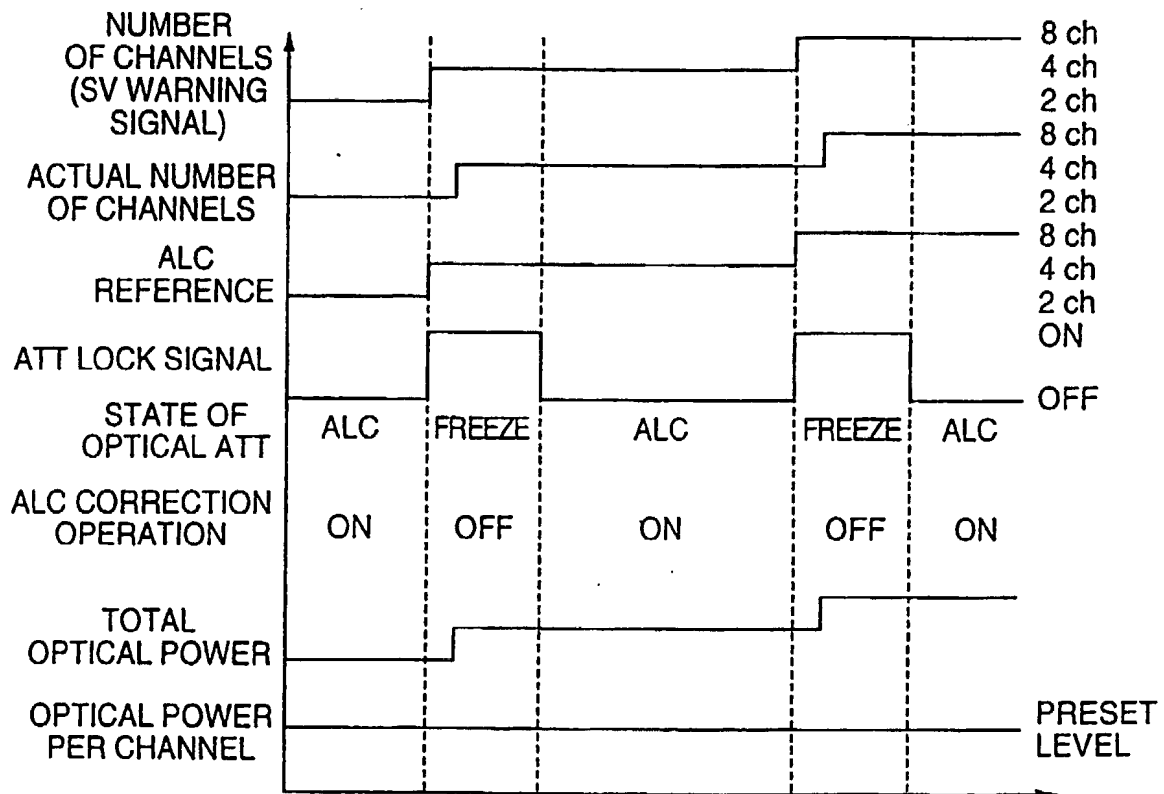 NUMBER
OF CHANNELS
(SV WARNING
SIGNAL)
8 ch
4 ch
2 ch
ACTUAL NUMBER
OF CHANNELS
8 ch
4 ch
2 ch
ALC
REFERENCE
8 ch
4 ch
2 ch
ATT LOCK SIGNAL
ON
OFF
STATE OF
OPTICAL ATT
ALC
FREEZE
ALC
FREEZE
ALC
ALC CORRECTION
OPERATION
ON
OFF
ON
OFF
ON
TOTAL
OPTICAL POWER
OPTICAL POWER
PER CHANNEL
PRESET
LEVEL